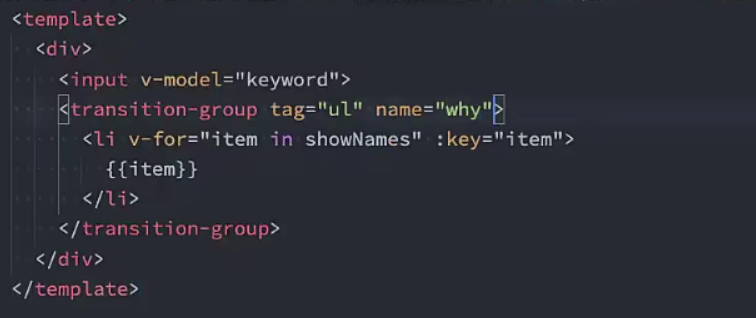 <template>
<div>
<input v-model="keyword">
<transition-group tag="ul" name="why">
<li v-for="item in showNames" :key="item">
{{item}}
</li>
</transition-group>
</div>
</template>